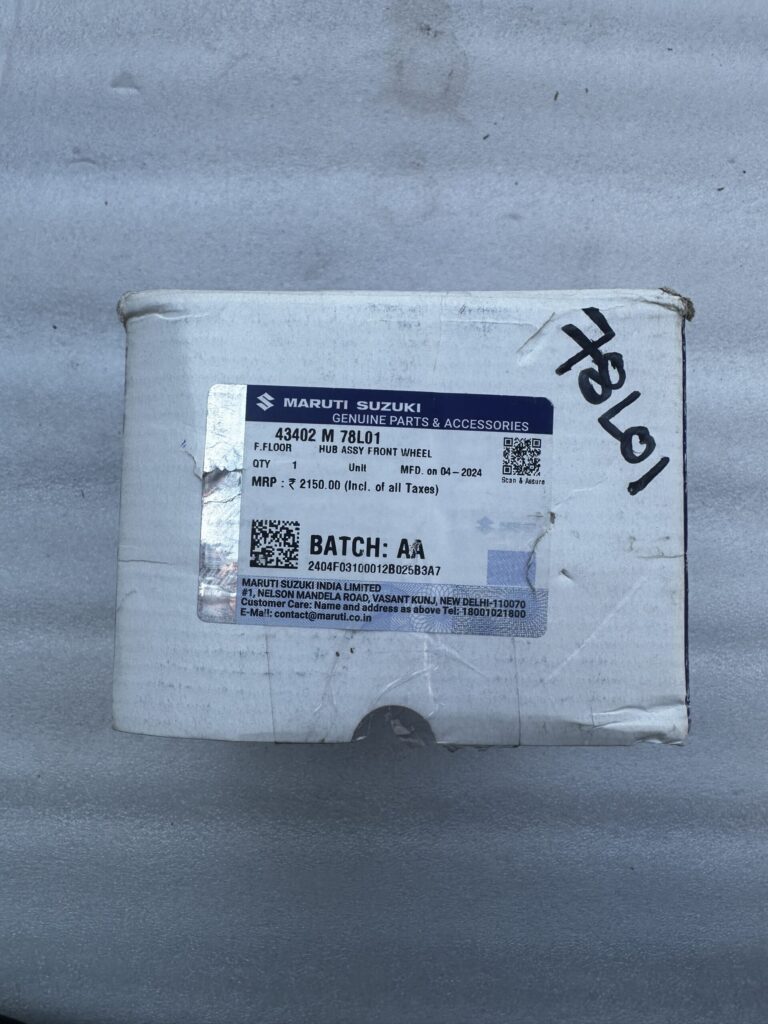 78L01
MARUTI SUZUKI
GENUINE PARTS & ACCESSORIES
43402 M 78L01
F.FLOOR HUB ASSY FRONT WHEEL
QTY 1 Unit MFD. on 04-2024
MRP : ₹ 2150.00 (Incl. of all Taxes)
Scan & Assure
BATCH: AA
2404F03100012B025B3A7
MARUTI SUZUKI INDIA LIMITED
#1, NELSON MANDELA ROAD, VASANT KUNJ, NEW DELHI-110070
Customer Care: Name and address as above Tel: 18001021800
E-Mail: contact@maruti.co.in